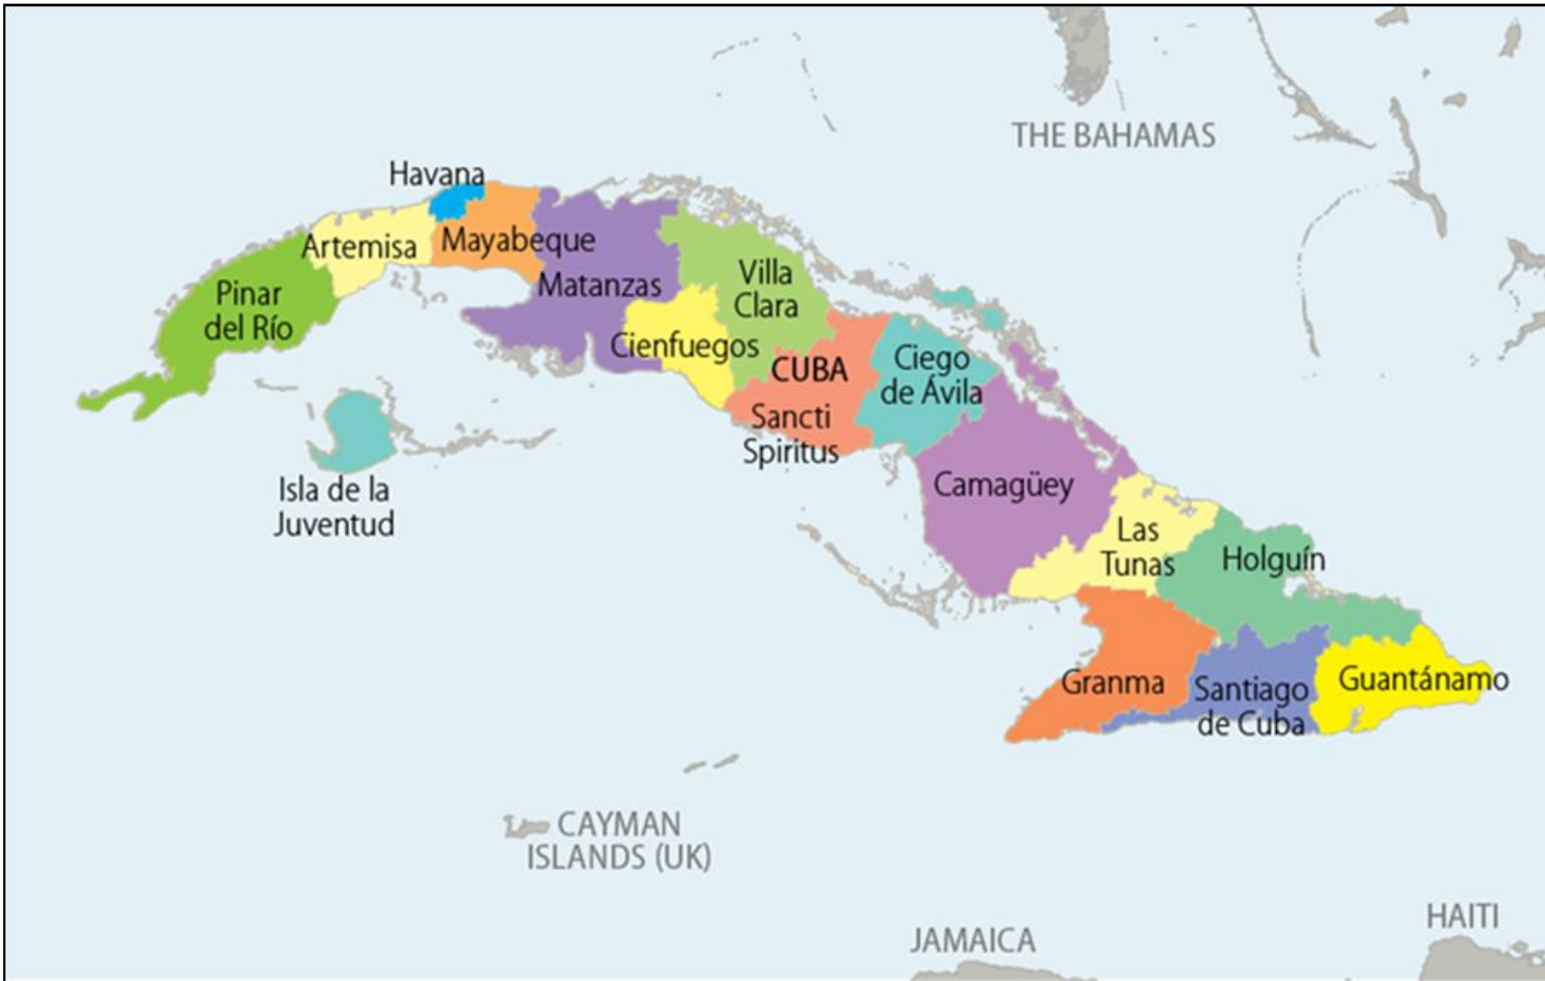 THE BAHAMAS
Havana
Artemisa
Mayabeque
Pinar
del Río
Matanzas
Villa
Clara
Cienfuegos
CUBA
Ciego
de Ávila
Sancti
Spiritus
Isla de la
Juventud
Camagüey
Las
Tunas
Holguín
Granma
Santiago
de Cuba
Guantánamo
CAYMAN
ISLANDS (UK)
JAMAICA
HAITI